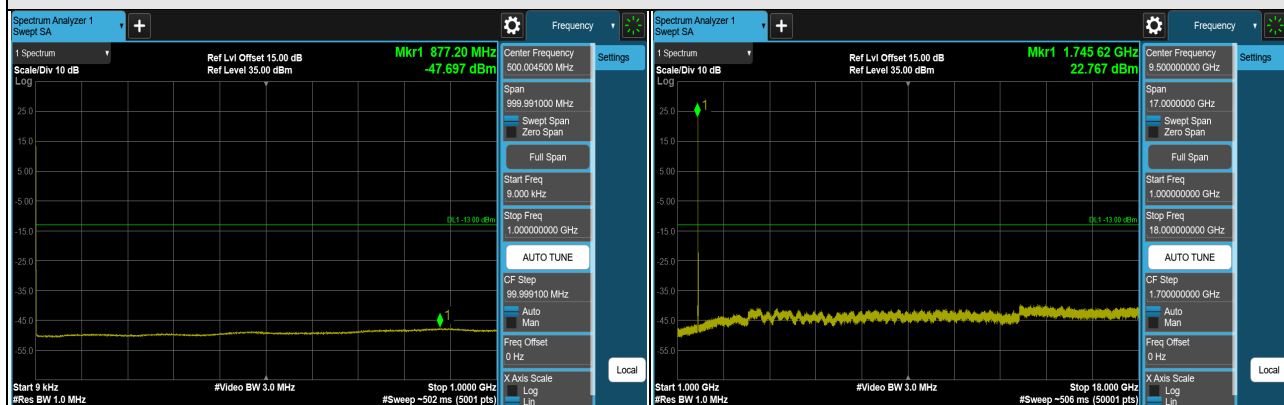 Spectrum Analyzer 1
Swept SA
+
Frequency
1 Spectrum
Scale/Div 10 dB
Log
Ref Lvl Offset 15.00 dB
Ref Level 35.00 dBm
Mkr1 877.20 MHz
-47.697 dBm
25.0
15.0
5.00
-5.00
-15.0
-25.0
-35.0
-45.0
-55.0
DL1 -13.00 dBm
1
Start 9 kHz
#Res BW 1.0 MHz
#Video BW 3.0 MHz
Stop 1.0000 GHz
#Sweep ~502 ms (5001 pts)
Center Frequency
500.004500 MHz
Settings
Span
999.991000 MHz
Swept Span
Zero Span
Full Span
Start Freq
9.000 kHz
Stop Freq
1.000000000 GHz
AUTO TUNE
CF Step
99.999100 MHz
Auto
Man
Freq Offset
0 Hz
X Axis Scale
Log
Lin
Local
Spectrum Analyzer 1
Swept SA
+
Frequency
1 Spectrum
Scale/Div 10 dB
Log
Ref Lvl Offset 15.00 dB
Ref Level 35.00 dBm
Mkr1 1.745 62 GHz
22.767 dBm
25.0
15.0
5.00
-5.00
-15.0
-25.0
-35.0
-45.0
-55.0
1
DL1 -13.00 dBm
Start 1.000 GHz
#Res BW 1.0 MHz
#Video BW 3.0 MHz
Stop 18.000 GHz
#Sweep ~506 ms (50001 pts)
Center Frequency
9.500000000 GHz
Settings
Span
17.0000000 GHz
Swept Span
Zero Span
Full Span
Start Freq
1.000000000 GHz
Stop Freq
18.000000000 GHz
AUTO TUNE
CF Step
1.700000000 GHz
Auto
Man
Freq Offset
0 Hz
X Axis Scale
Log
Lin
Local